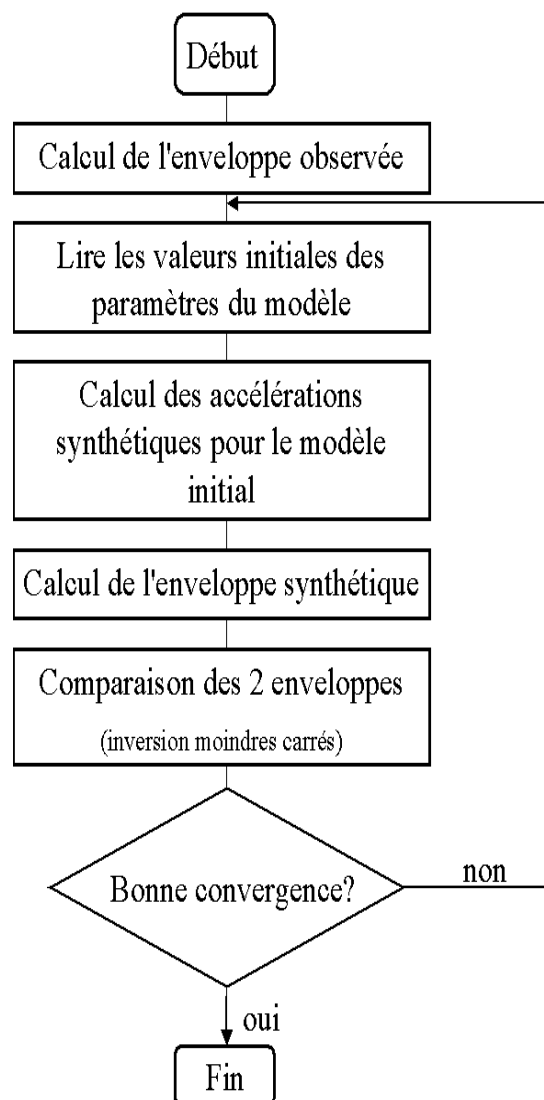 Début
Calcul de l'enveloppe observée
Lire les valeurs initiales des
paramètres du modèle
Calcul des accélérations
synthétiques pour le modèle
initial
Calcul de l'enveloppe synthétique
Comparaison des 2 enveloppes
(inversion moindres carrés)
Bonne convergence?
non
oui
Fin